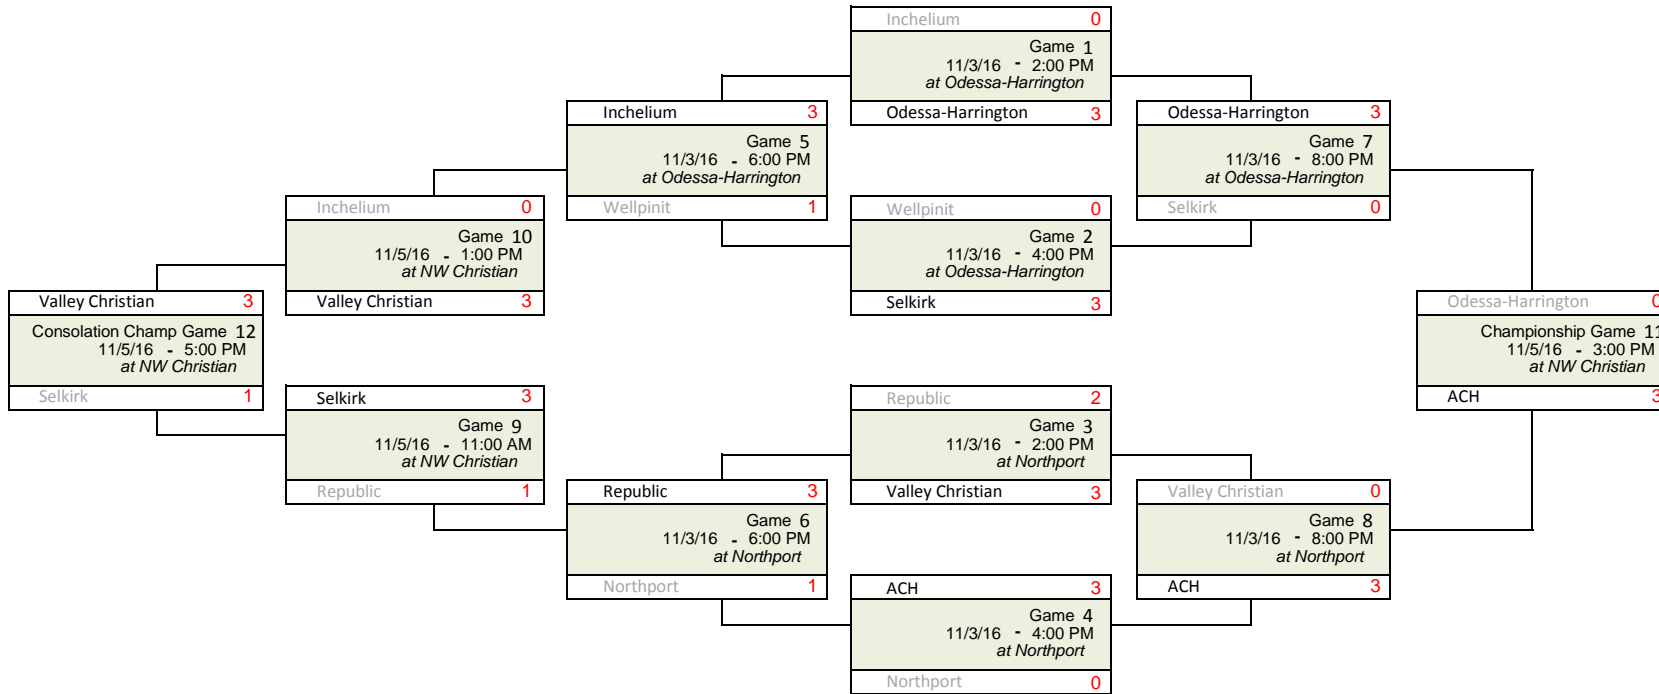 Inchelium 0
Game 1
11/3/16 - 2:00 PM
at Odessa-Harrington
Odessa-Harrington 3
Inchelium 3
Game 5
11/3/16 - 6:00 PM
at Odessa-Harrington
Wellpinit 1
Odessa-Harrington 3
Game 7
11/3/16 - 8:00 PM
at Odessa-Harrington
Selkirk 0
Inchelium 0
Game 10
11/5/16 - 1:00 PM
at NW Christian
Valley Christian 3
Wellpinit 0
Game 2
11/3/16 - 4:00 PM
at Odessa-Harrington
Selkirk 3
Valley Christian 3
Consolation Champ Game 12
11/5/16 - 5:00 PM
at NW Christian
Selkirk 1
Odessa-Harrington 0
Championship Game 11
11/5/16 - 3:00 PM
at NW Christian
ACH 3
Selkirk 3
Game 9
11/5/16 - 11:00 AM
at NW Christian
Republic 1
Republic 2
Game 3
11/3/16 - 2:00 PM
at Northport
Valley Christian 3
Republic 3
Game 6
11/3/16 - 6:00 PM
at Northport
Northport 1
Valley Christian 0
Game 8
11/3/16 - 8:00 PM
at Northport
ACH 3
ACH 3
Game 4
11/3/16 - 4:00 PM
at Northport
Northport 0